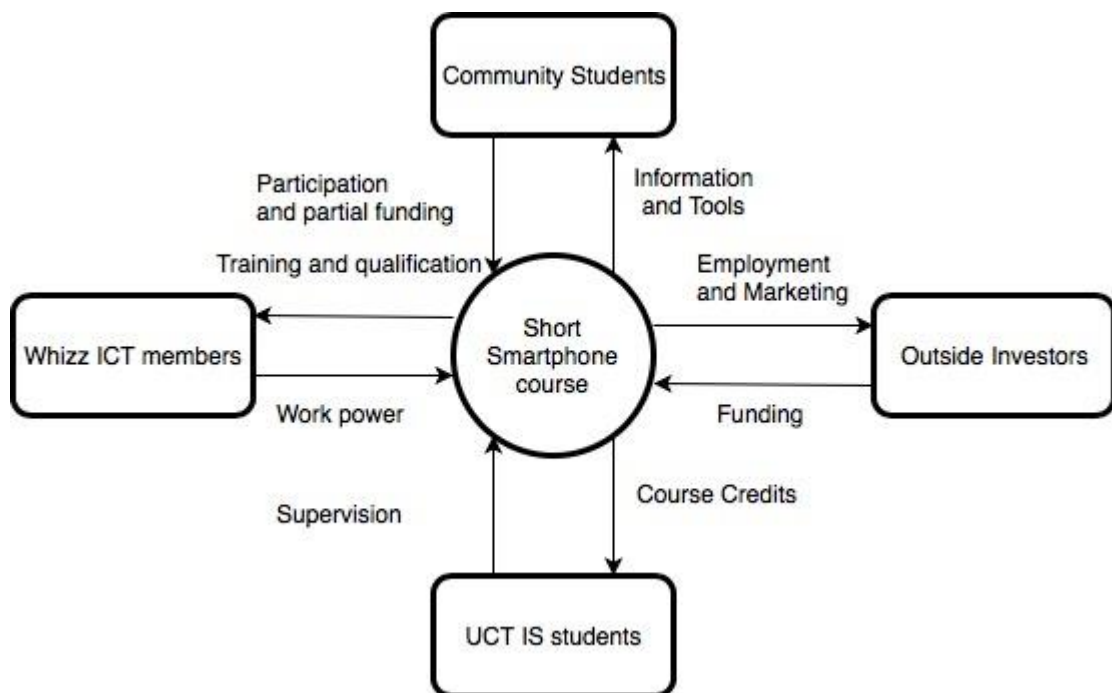 Community Students
Participation
and partial funding
Information
and Tools
Training and qualification
Employment
and Marketing
Whizz ICT members
Short
Smartphone
course
Outside Investors
Work power
Funding
Supervision
Course Credits
UCT IS students